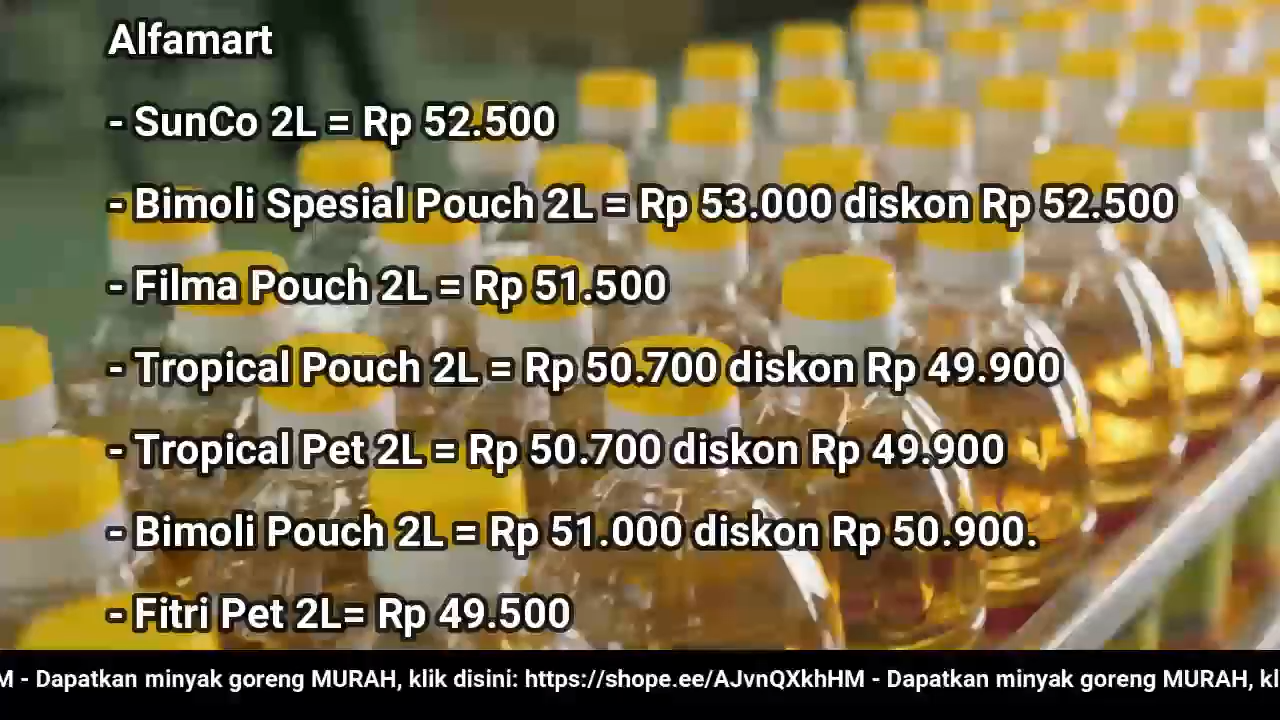 Alfamart
- SunCo 2L = Rp 52.500
- Bimoli Spesial Pouch 2L = Rp 53.000 diskon Rp 52.500
- Filma Pouch 2L = Rp 51.500
- Tropical Pouch 2L = Rp 50.700 diskon Rp 49.900
- Tropical Pet 2L = Rp 50.700 diskon Rp 49.900
- Bimoli Pouch 2L = Rp 51.000 diskon Rp 50.900.
- Fitri Pet 2L= Rp 49.500
M - Dapatkan minyak goreng MURAH, klik disini: https://shope.ee/AJvnQXkhHM - Dapatkan minyak goreng MURAH, kl